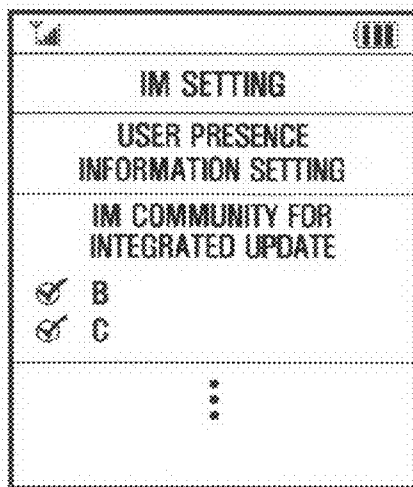 IM SETTING
USER PRESENCE
INFORMATION SETTING
IM COMMUNITY FOR
INTEGRATED UPDATE
B
C